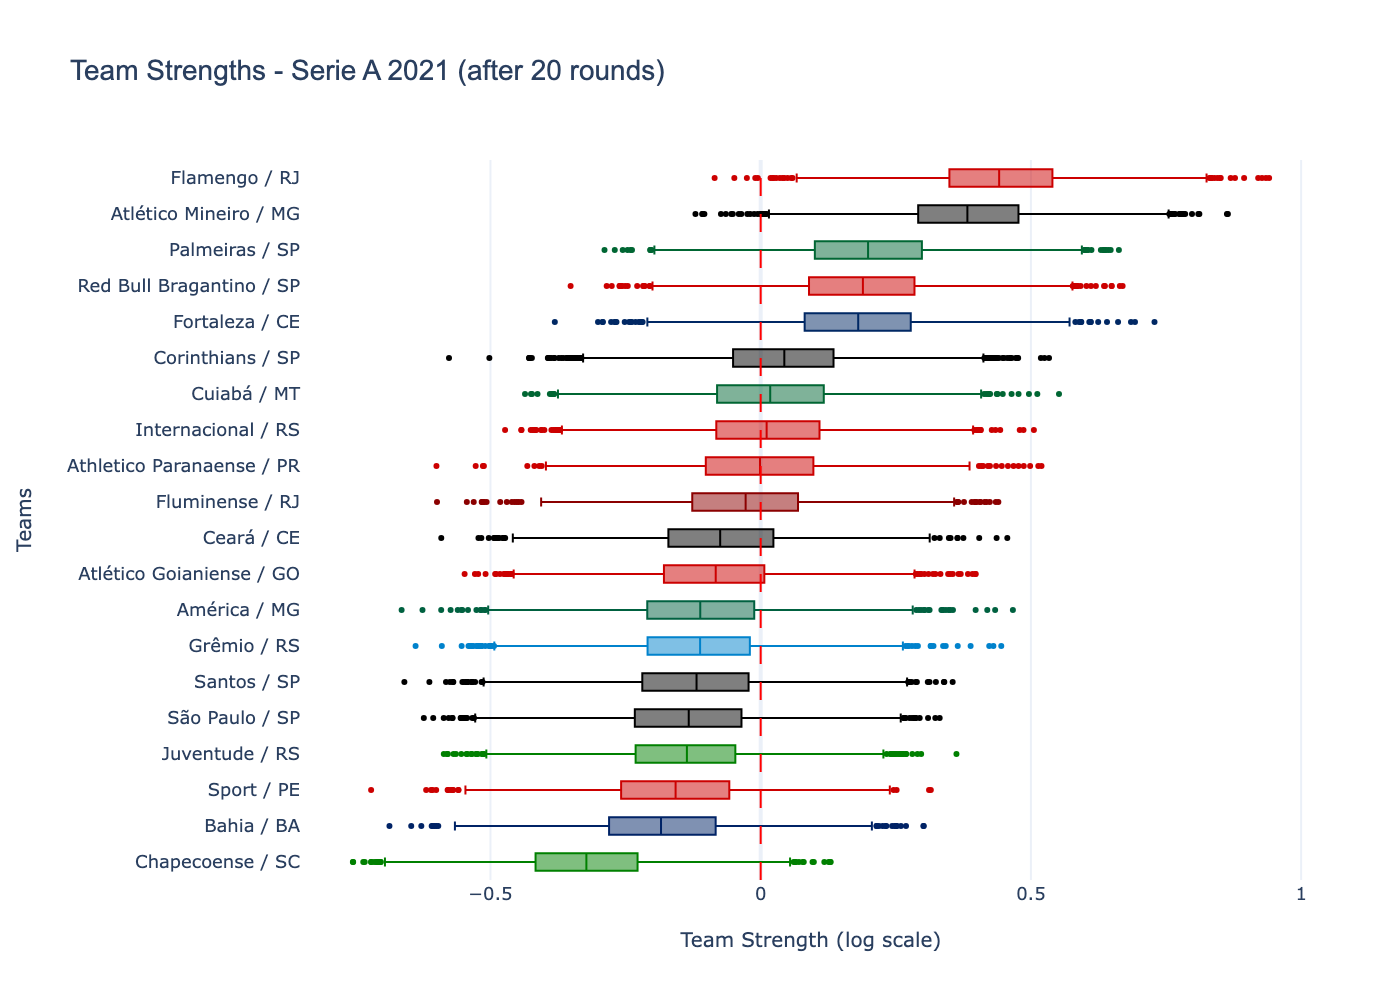 Team Strengths - Serie A 2021 (after 20 rounds)
Teams
Flamengo / RJ
Atlético Mineiro / MG
Palmeiras / SP
Red Bull Bragantino / SP
Fortaleza / CE
Corinthians / SP
Cuiabá / MT
Internacional / RS
Athletico Paranaense / PR
Fluminense / RJ
Ceará / CE
Atlético Goianiense / GO
América / MG
Grêmio / RS
Santos / SP
São Paulo / SP
Juventude / RS
Sport / PE
Bahia / BA
Chapecoense / SC
−0.5 0 0.5 1
Team Strength (log scale)